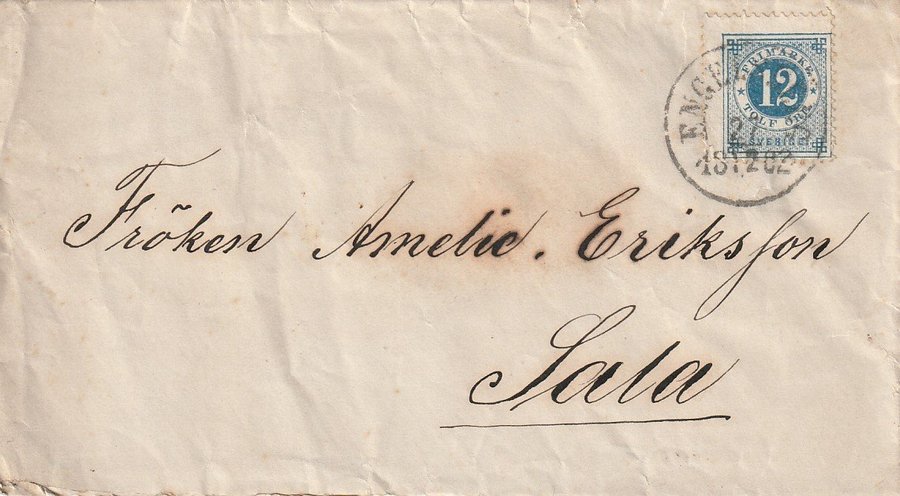 FRIMÄRKE
12
TOLF ÖRE
SVERIGE
Fröken Amelie. Eriksson
Sala